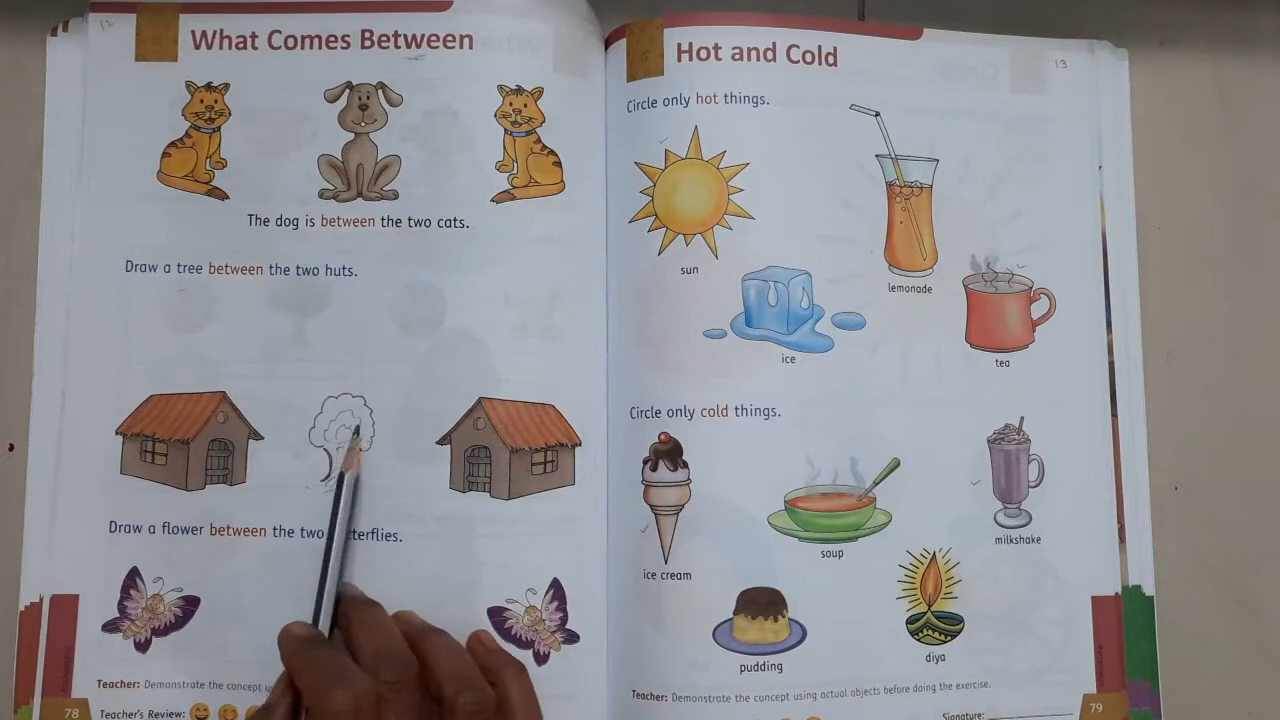 12
What Comes Between
The dog is between the two cats.
Draw a tree between the two huts.
Draw a flower between the two
Teacher: Demonstrate the concept
78
Teacher's Review:
Hot and Cold
13
Circle only hot things.
sun
lemonade
ice
tea
Circle only cold things.
ice cream
soup
milkshake
pudding
diya
Teacher: Demonstrate the concept using actual objects before doing the exercise.
Signature:
79